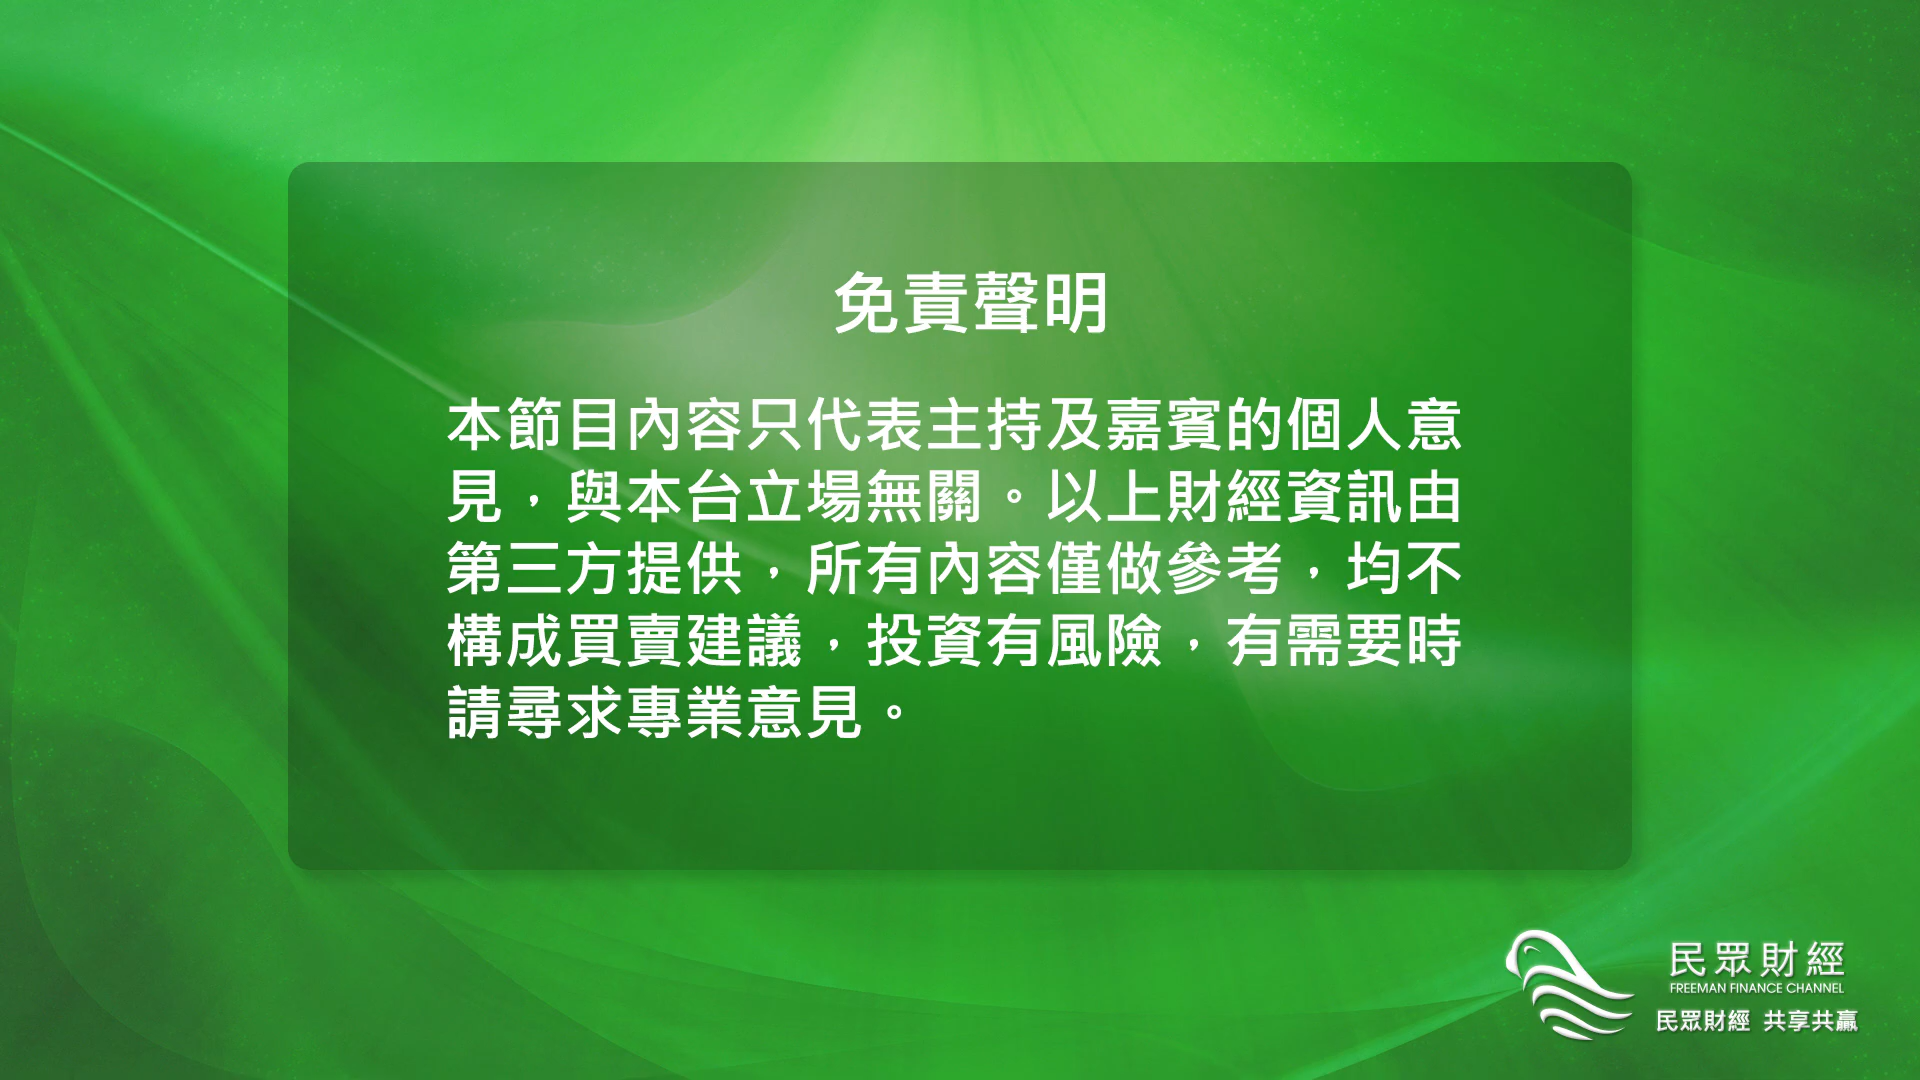 免責聲明
本節目內容只代表主持及嘉賓的個人意
見，與本台立場無關。以上財經資訊由
第三方提供，所有內容僅做參考，均不
構成買賣建議，投資有風險，有需要時
請尋求專業意見。
民眾財經
FREEMAN FINANCE CHANNEL
民眾財經 共享共贏